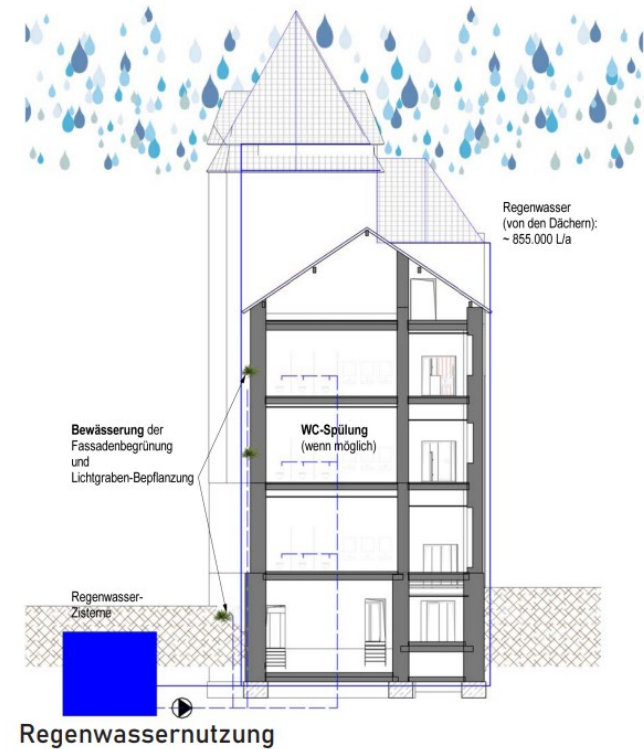 Regenwasser
(von den Dächern):
~ 855.000 L/a
Bewässerung der
Fassadenbegrünung
und
Lichtgraben-Bepflanzung
WC-Spülung
(wenn möglich)
Regenwasser-
Zisterne
Regenwassernutzung